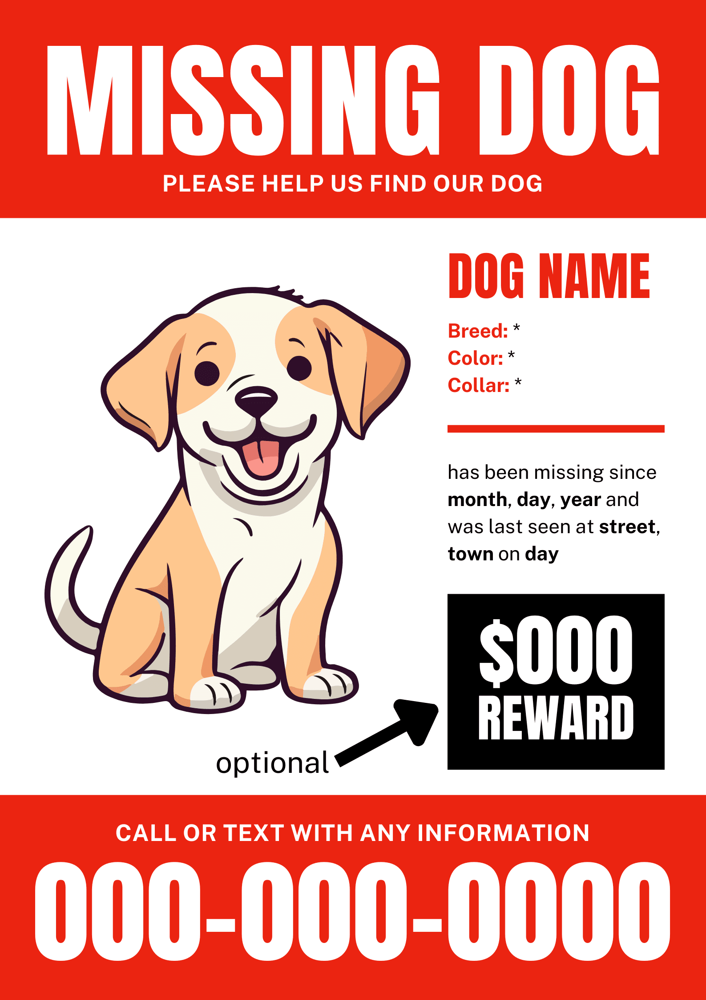 MISSING DOG
PLEASE HELP US FIND OUR DOG
DOG NAME
Breed: *
Color: *
Collar: *
has been missing since
month, day, year and
was last seen at street,
town on day
$000
REWARD
optional
CALL OR TEXT WITH ANY INFORMATION
000-000-0000